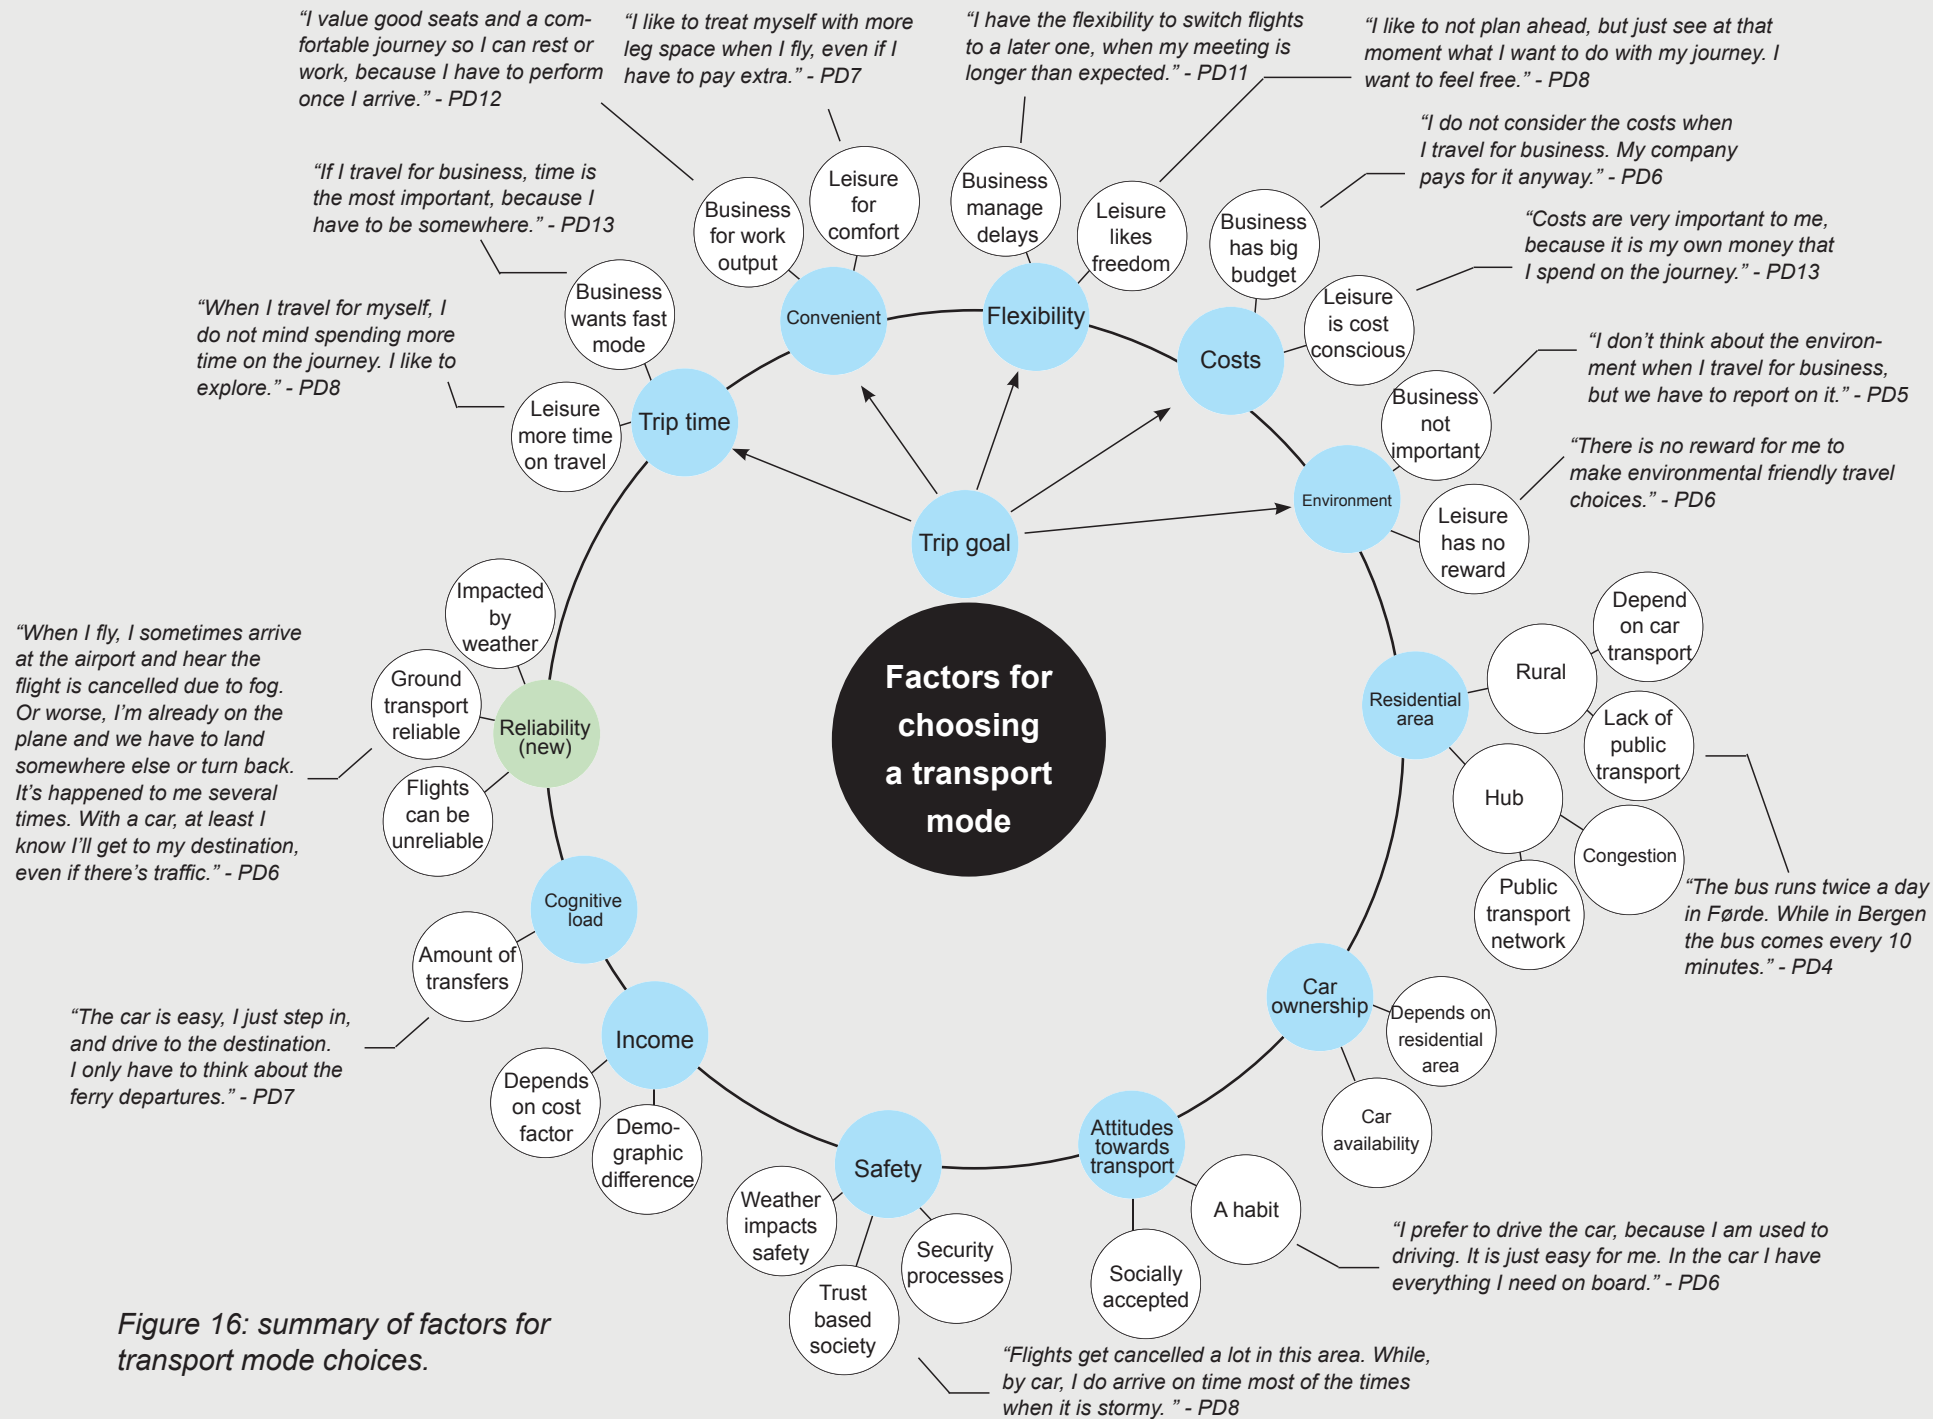 “I value good seats and a com-
fortable journey so I can rest or
work, because I have to perform
once I arrive.” - PD12
“I like to treat myself with more
leg space when I fly, even if I
have to pay extra.” - PD7
“I have the flexibility to switch flights
to a later one, when my meeting is
longer than expected.” - PD11
“I like to not plan ahead, but just see at that
moment what I want to do with my journey. I
want to feel free.” - PD8
“I do not consider the costs when
I travel for business. My company
pays for it anyway.” - PD6
“If I travel for business, time is
the most important, because I
have to be somewhere.” - PD13
“Costs are very important to me,
because it is my own money that
I spend on the journey.” - PD13
“When I travel for myself, I
do not mind spending more
time on the journey. I like to
explore.” - PD8
“I don’t think about the environ-
ment when I travel for business,
but we have to report on it.” - PD5
“There is no reward for me to
make environmental friendly travel
choices.” - PD6
Business
for work
output
Leisure
for
comfort
Business
manage
delays
Leisure
likes
freedom
Business
has big
budget
Leisure
is cost
conscious
Business
wants fast
mode
Leisure
more time
on travel
Business
not
important
Leisure
has no
reward
Trip time
Convenient
Flexibility
Costs
Environment
Trip goal
Factors for
choosing
a transport
mode
Impacted
by
weather
Ground
transport
reliable
Flights
can be
unreliable
Reliability
(new)
“When I fly, I sometimes arrive
at the airport and hear the
flight is cancelled due to fog.
Or worse, I’m already on the
plane and we have to land
somewhere else or turn back.
It’s happened to me several
times. With a car, at least I
know I’ll get to my destination,
even if there’s traffic.” - PD6
Residential
area
Rural
Depend
on car
transport
Lack of
public
transport
Hub
Congestion
Public
transport
network
“The bus runs twice a day
in Førde. While in Bergen
the bus comes every 10
minutes.” - PD4
Cognitive
load
Amount of
transfers
“The car is easy, I just step in,
and drive to the destination.
I only have to think about the
ferry departures.” - PD7
Car
ownership
Depends on
residential
area
Car
availability
Income
Depends
on cost
factor
Demo-
graphic
difference
Safety
Weather
impacts
safety
Trust
based
society
Security
processes
Attitudes
towards
transport
A habit
Socially
accepted
“I prefer to drive the car, because I am used to
driving. It is just easy for me. In the car I have
everything I need on board.” - PD6
“Flights get cancelled a lot in this area. While,
by car, I do arrive on time most of the times
when it is stormy. ” - PD8
Figure 16: summary of factors for
transport mode choices.